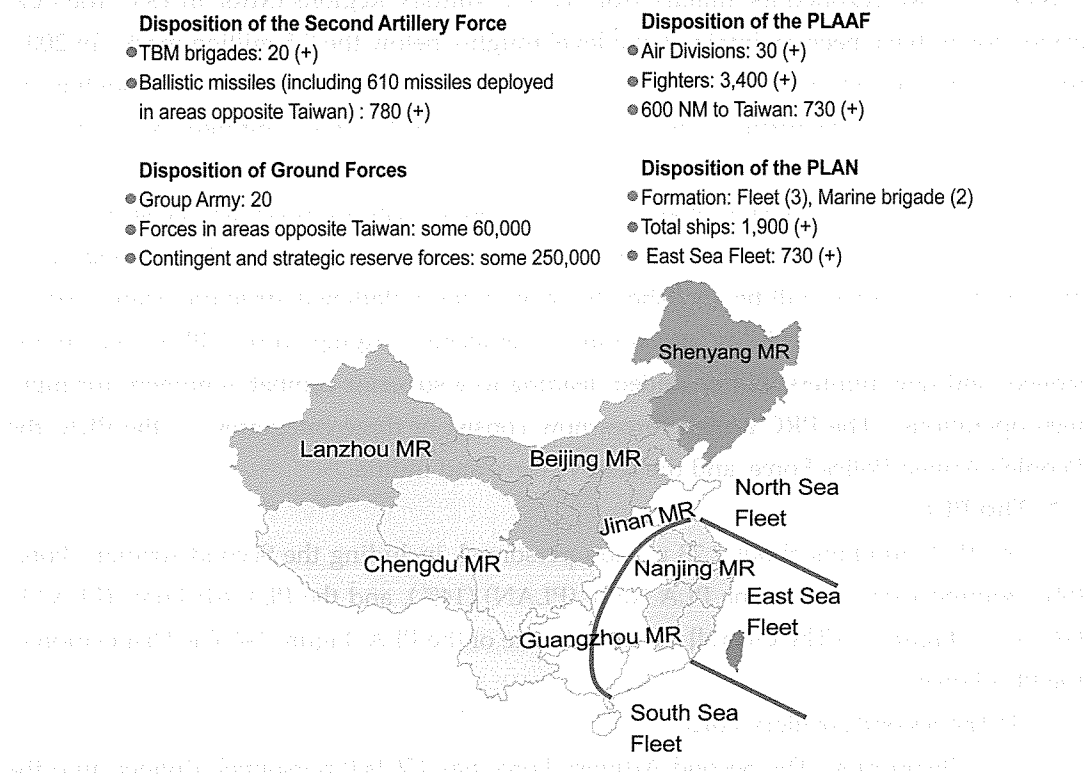 Disposition of the Second Artillery Force
● TBM brigades: 20 (+)
● Ballistic missiles (including 610 missiles deployed
in areas opposite Taiwan) : 780 (+)
Disposition of the PLAAF
● Air Divisions: 30 (+)
● Fighters: 3,400 (+)
● 600 NM to Taiwan: 730 (+)
Disposition of Ground Forces
● Group Army: 20
● Forces in areas opposite Taiwan: some 60,000
● Contingent and strategic reserve forces: some 250,000
Disposition of the PLAN
● Formation: Fleet (3), Marine brigade (2)
● Total ships: 1,900 (+)
● East Sea Fleet: 730 (+)
Shenyang MR
Lanzhou MR
Beijing MR
North Sea
Fleet
Jinan MR
Chengdu MR
Nanjing MR
East Sea
Fleet
Guangzhou MR
South Sea
Fleet